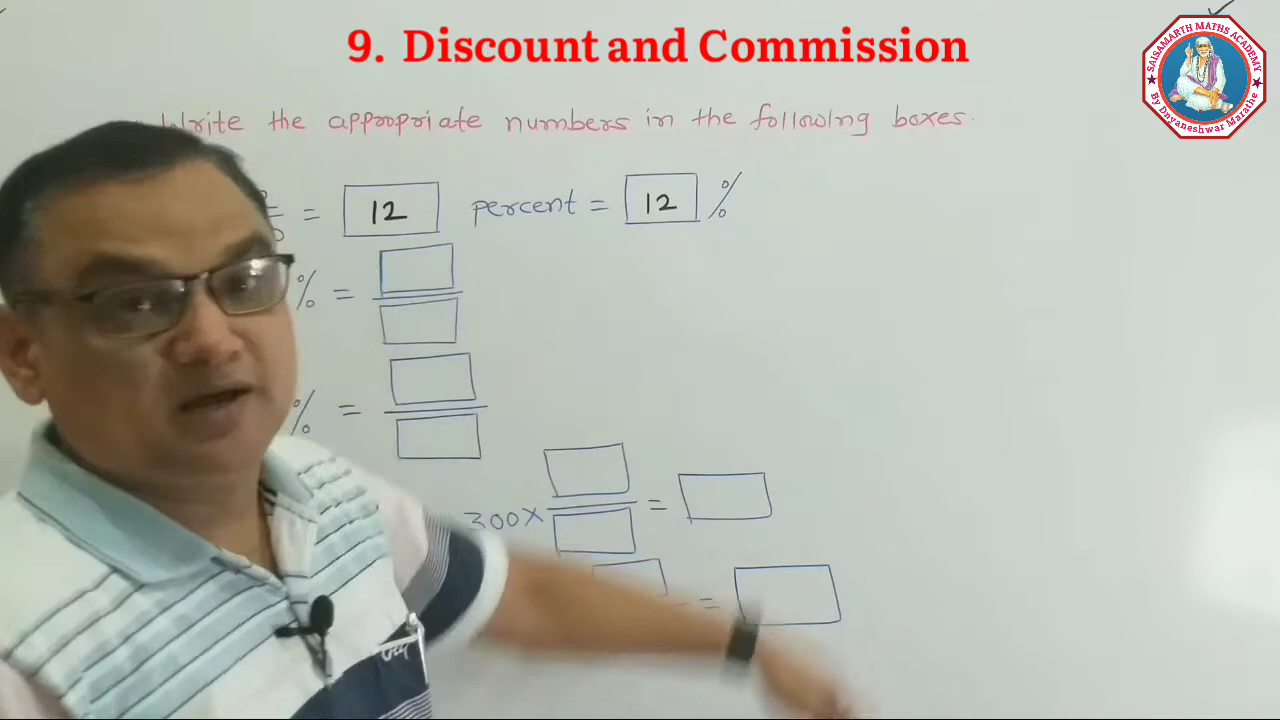 9. Discount and Commission
SAISAMARTH MATHS ACADEMY
By Dnyaneshwar Marathe
Write the appropriate numbers in the following boxes.
= 12 percent = 12 %
% =
% =
300 × =
=